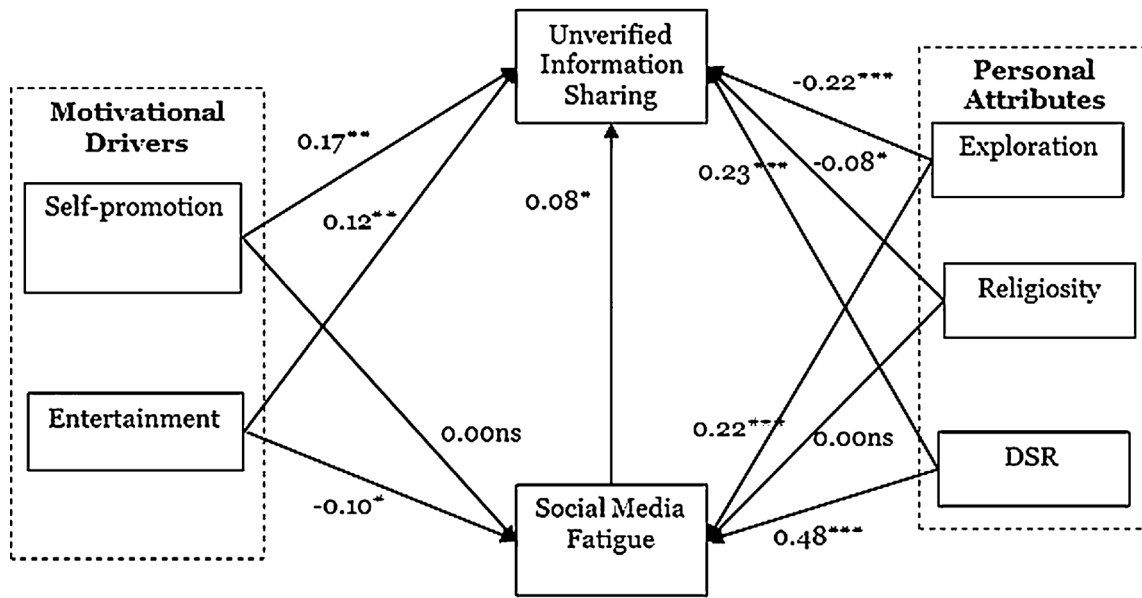 Unverified
Information
Sharing
Motivational
Drivers
Self-promotion
Entertainment
Personal
Attributes
Exploration
Religiosity
DSR
Social Media
Fatigue
0.17**
0.12**
0.08*
-0.22***
-0.08*
0.23***
0.00ns
-0.10*
0.22***
0.00ns
0.48***